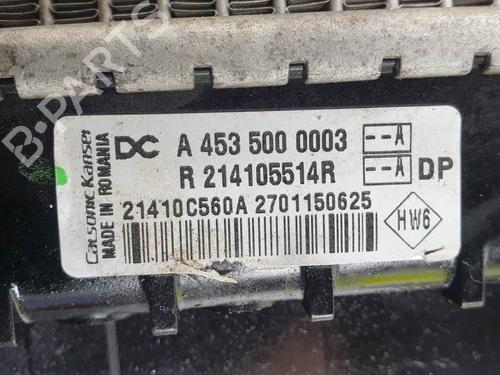 Calsonic Kansei
MADE IN ROMANIA
DC A 453 500 0003 --A
R 214105514R --A DP
21410C560A 2701150625
HW6
B-PARTS